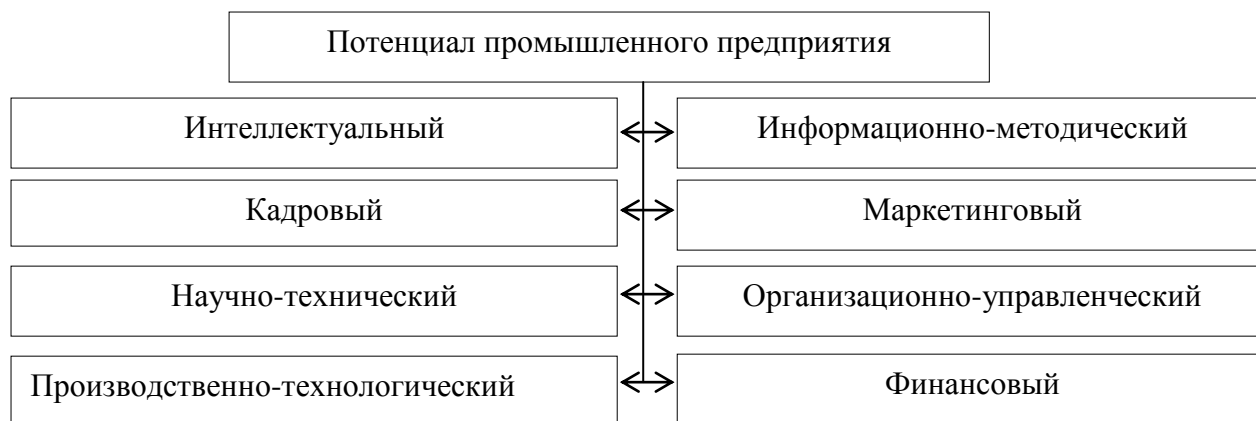 Потенциал промышленного предприятия
Интеллектуальный
Информационно-методический
Кадровый
Маркетинговый
Научно-технический
Организационно-управленческий
Производственно-технологический
Финансовый